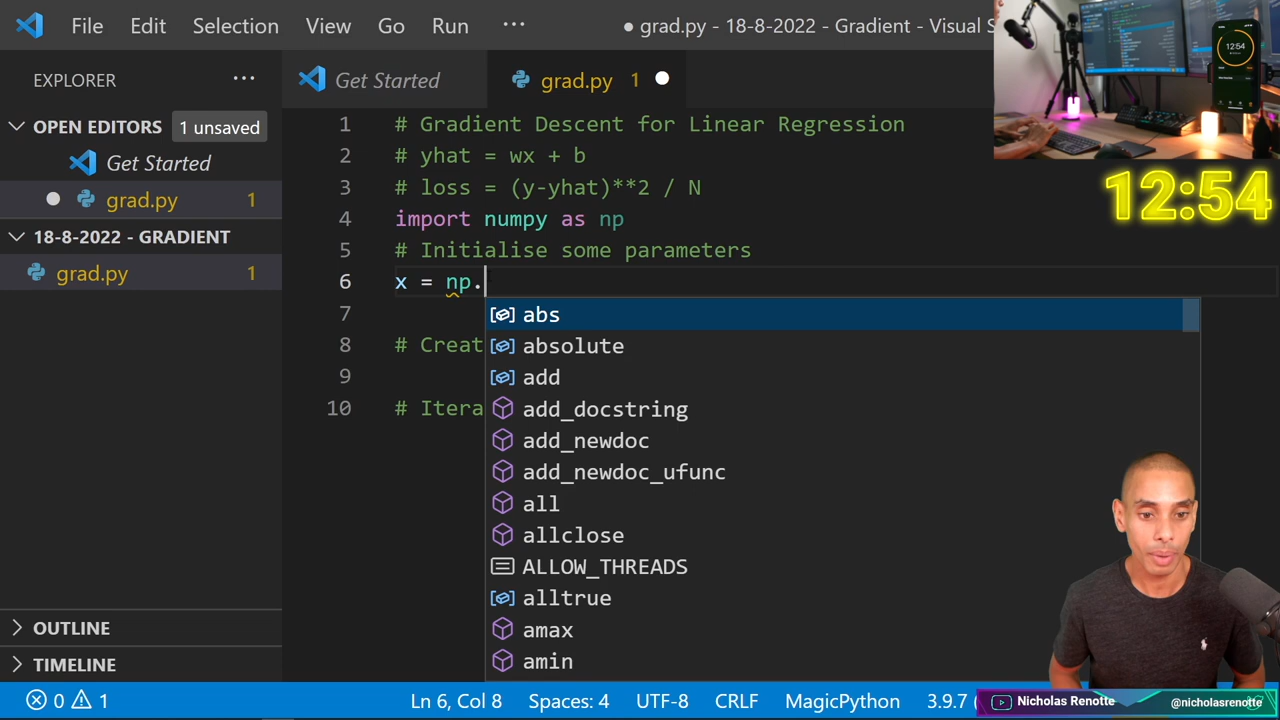 File Edit Selection View Go Run ··· ● grad.py - 18-8-2022 - Gradient - Visual S
EXPLORER ···
Get Started
grad.py 1
OPEN EDITORS 1 unsaved
Get Started
grad.py 1
18-8-2022 - GRADIENT
grad.py 1
OUTLINE
TIMELINE
1 # Gradient Descent for Linear Regression
2 # yhat = wx + b
3 # loss = (y-yhat)**2 / N
4 import numpy as np
5 # Initialise some parameters
6 x = np.
7
8 # Creat
9
10 # Itera
abs
absolute
add
add_docstring
add_newdoc
add_newdoc_ufunc
all
allclose
ALLOW_THREADS
alltrue
amax
amin
12:54
12:54
0 1 Ln 6, Col 8 Spaces: 4 UTF-8 CRLF MagicPython 3.9.7 (
Nicholas Renotte @nicholasrenotte